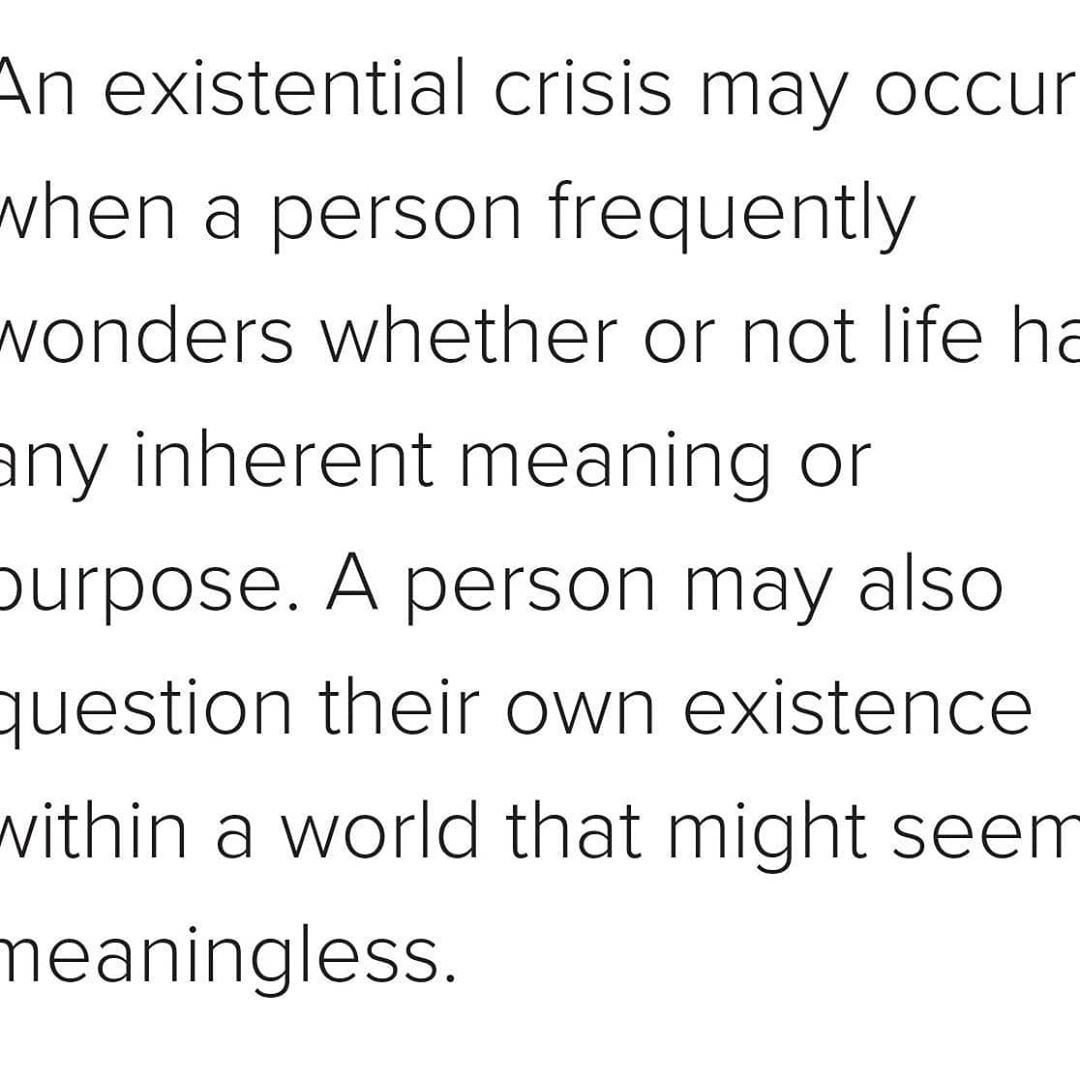 An existential crisis may occur
when a person frequently
wonders whether or not life ha
any inherent meaning or
purpose. A person may also
question their own existence
within a world that might seem
meaningless.